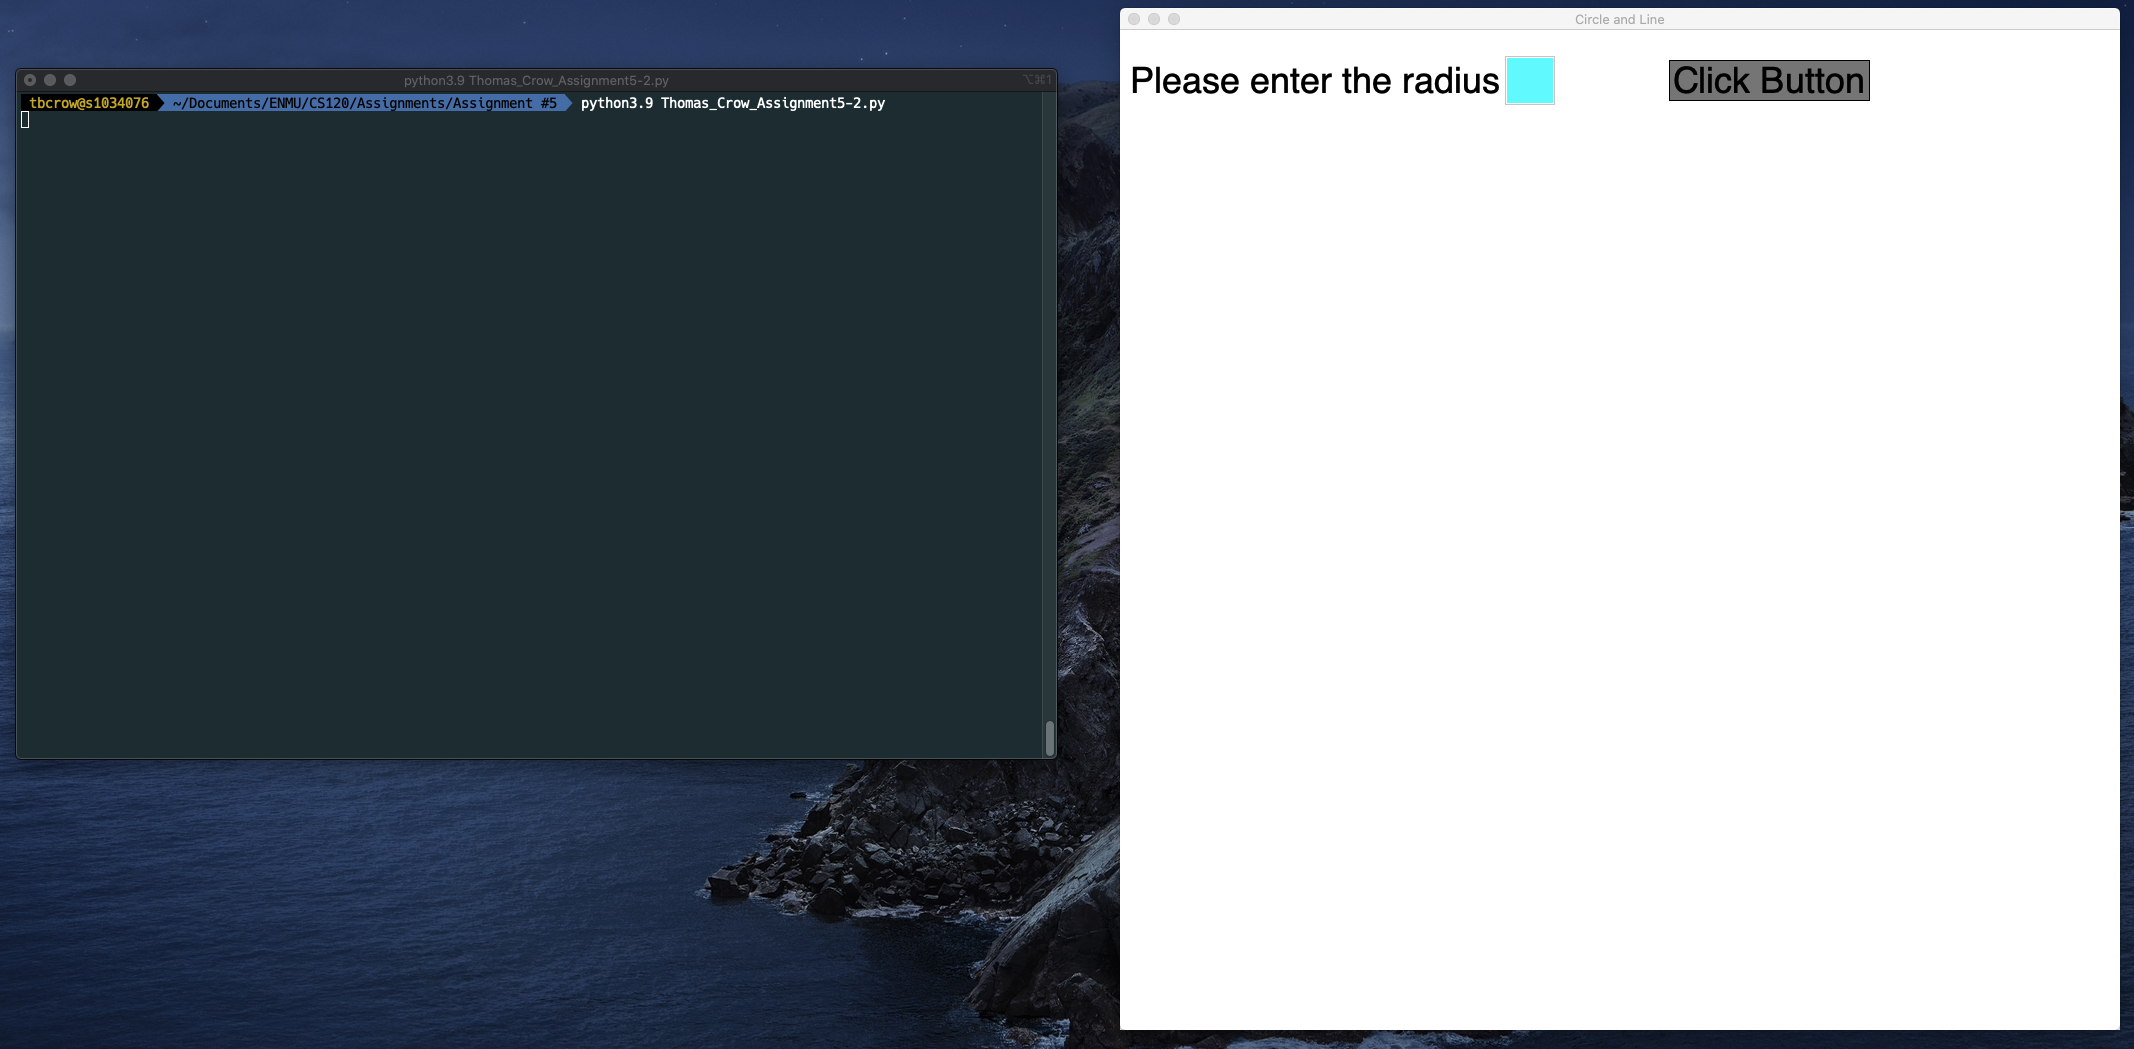 python3.9 Thomas_Crow_Assignment5-2.py
⌥⌘1
tbcrow@s1034076 ~/Documents/ENMU/CS120/Assignments/Assignment #5 python3.9 Thomas_Crow_Assignment5-2.py
Circle and Line
Please enter the radius
Click Button